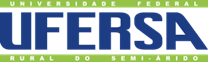 UNIVERSIDADE FEDERAL
UFERSA
RURAL DO SEMI-ÁRIDO